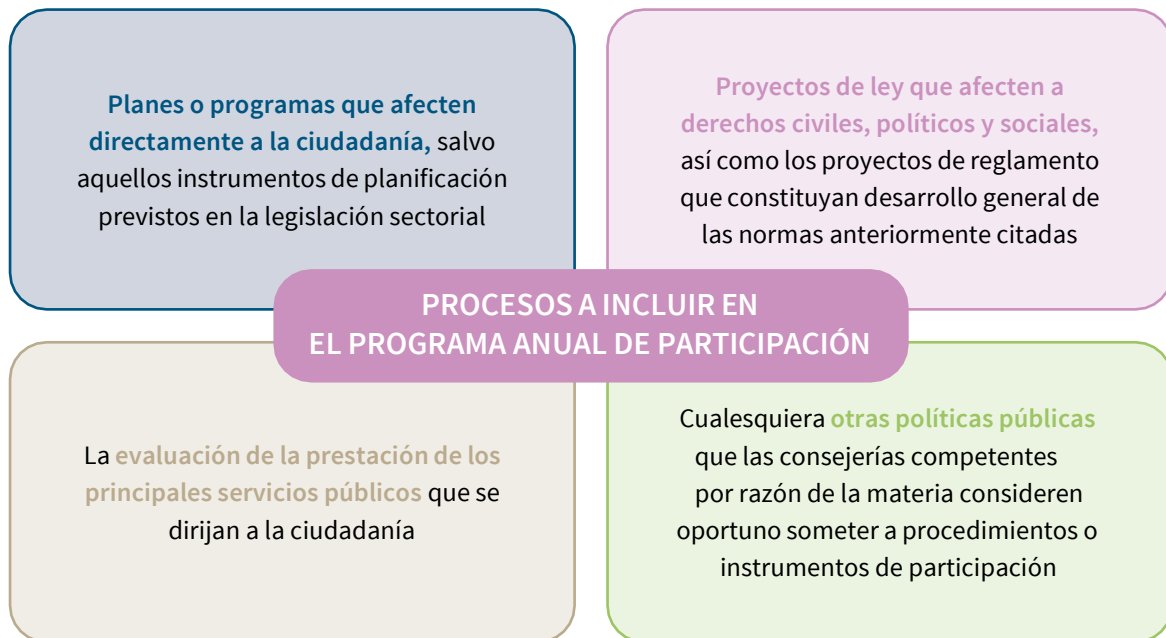 Planes o programas que afecten
directamente a la ciudadanía, salvo
aquellos instrumentos de planificación
previstos en la legislación sectorial
Proyectos de ley que afecten a
derechos civiles, políticos y sociales,
así como los proyectos de reglamento
que constituyan desarrollo general de
las normas anteriormente citadas
PROCESOS A INCLUIR EN
EL PROGRAMA ANUAL DE PARTICIPACIÓN
La evaluación de la prestación de los
principales servicios públicos que se
dirijan a la ciudadanía
Cualesquiera otras políticas públicas
que las consejerías competentes
por razón de la materia consideren
oportuno someter a procedimientos o
instrumentos de participación